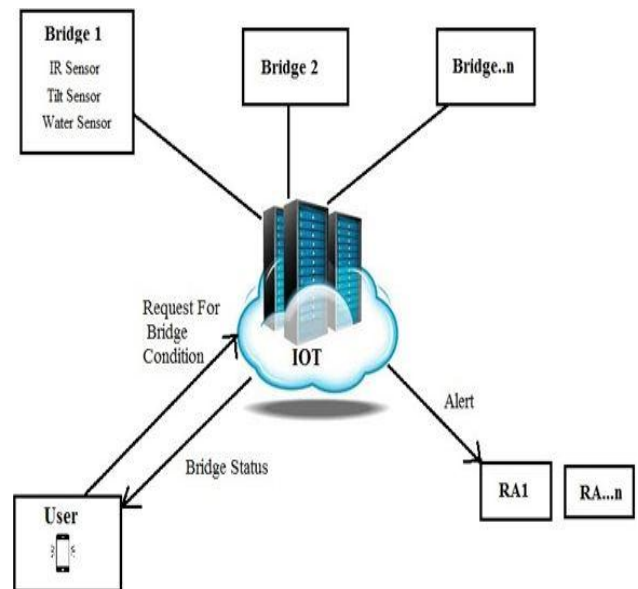 Bridge 1
IR Sensor
Tilt Sensor
Water Sensor
Bridge 2
Bridge..n
Request For
Bridge
Condition
IOT
Alert
Bridge Status
RA1
RA...n
User